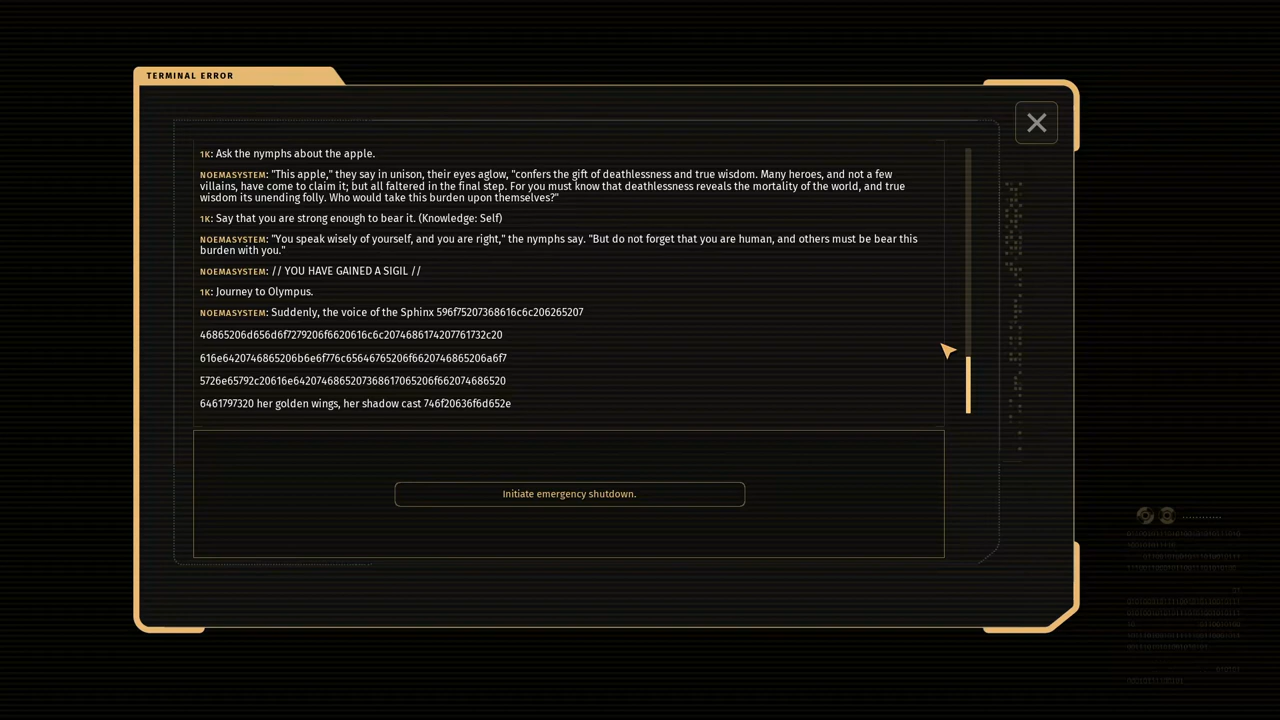 TERMINAL ERROR
1K: Ask the nymphs about the apple.
NOEMASYSTEM: "This apple," they say in unison, their eyes aglow, "confers the gift of deathlessness and true wisdom. Many heroes, and not a few
villains, have come to claim it; but all faltered in the final step. For you must know that deathlessness reveals the mortality of the world, and true
wisdom its unending folly. Who would take this burden upon themselves?"
1K: Say that you are strong enough to bear it. (Knowledge: Self)
NOEMASYSTEM: "You speak wisely of yourself, and you are right," the nymphs say. "But do not forget that you are human, and others must be bear this
burden with you."
NOEMASYSTEM: // YOU HAVE GAINED A SIGIL //
1K: Journey to Olympus.
NOEMASYSTEM: Suddenly, the voice of the Sphinx 596f75207368616c6c206265207
46865206d656d6f7279206f6620616c6c2074686174207761732c20
616e6420746865206b6e6f776c65646765206f6620746865206a6f7
5726e65792c20616e6420746865207368617065206f662074686520
6461797320 her golden wings, her shadow cast 746f20636f6d652e
Initiate emergency shutdown.